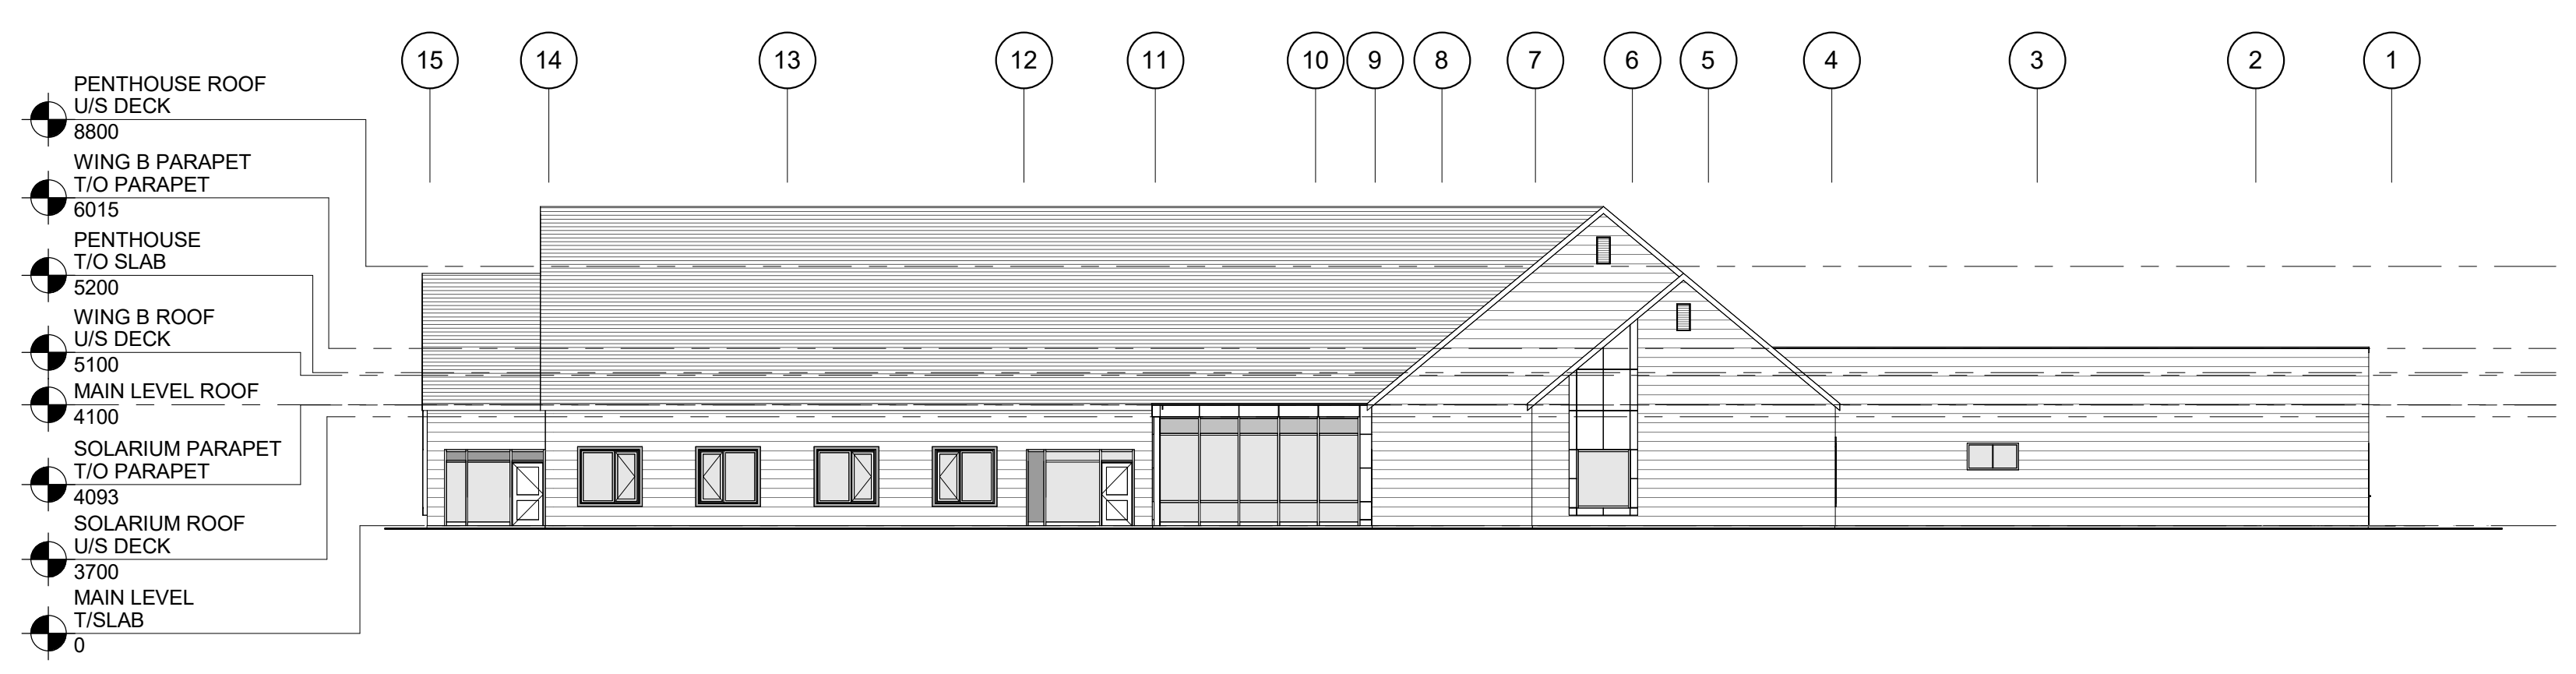 15 14 13 12 11 10 9 8 7 6 5 4 3 2 1
PENTHOUSE ROOF
U/S DECK
8800
WING B PARAPET
T/O PARAPET
6015
PENTHOUSE
T/O SLAB
5200
WING B ROOF
U/S DECK
5100
MAIN LEVEL ROOF
4100
SOLARIUM PARAPET
T/O PARAPET
4093
SOLARIUM ROOF
U/S DECK
3700
MAIN LEVEL
T/SLAB
0